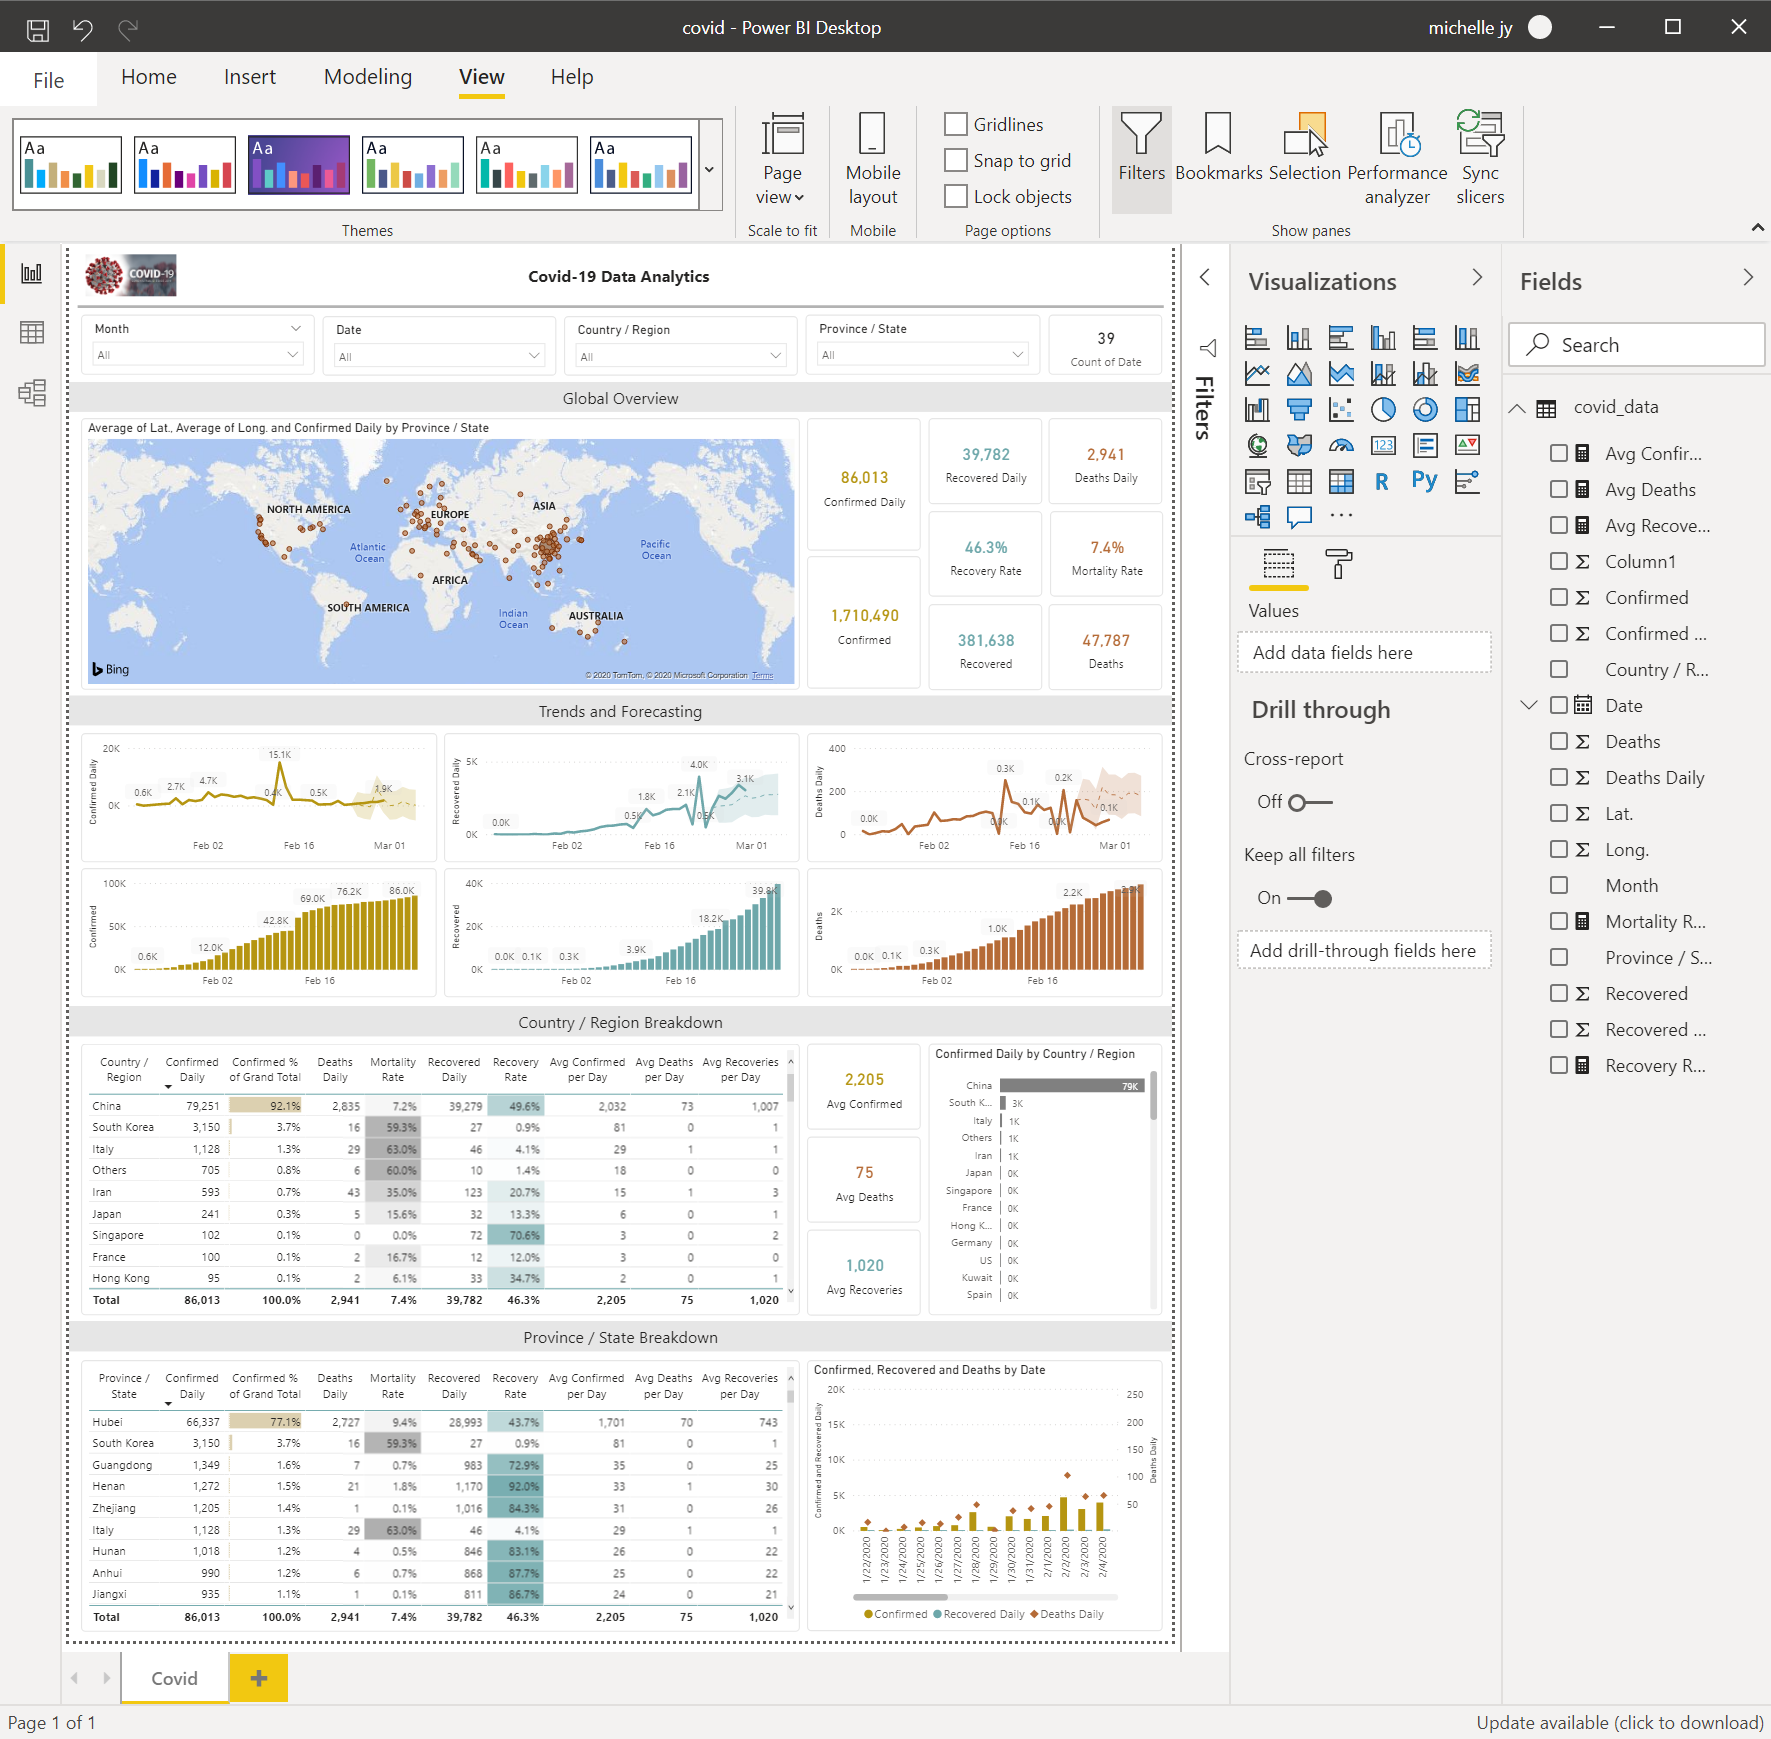 covid - Power BI Desktop
michelle jy
File
Home
Insert
Modeling
View
Help
Aa
Aa
Aa
Aa
Aa
Aa
Themes
Page view
Scale to fit
Mobile layout
Mobile
Gridlines
Snap to grid
Lock objects
Page options
Filters
Bookmarks
Selection
Performance analyzer
Sync slicers
Show panes
COVID-19
Covid-19 Data Analytics
Month
All
Date
All
Country / Region
All
Province / State
All
39
Count of Date
Global Overview
Average of Lat., Average of Long. and Confirmed Daily by Province / State
NORTH AMERICA
EUROPE
ASIA
Atlantic Ocean
Pacific Ocean
AFRICA
SOUTH AMERICA
Indian Ocean
AUSTRALIA
Bing
© 2020 TomTom, © 2020 Microsoft Corporation Terms
86,013
Confirmed Daily
1,710,490
Confirmed
39,782
Recovered Daily
2,941
Deaths Daily
46.3%
Recovery Rate
7.4%
Mortality Rate
381,638
Recovered
47,787
Deaths
Trends and Forecasting
Confirmed Daily
20K
0K
0.6K 2.7K 4.7K 15.1K 0.4K 0.5K 1.9K
Feb 02 Feb 16 Mar 01
Recovered Daily
5K
0K
0.0K 0.5K 1.8K 2.1K 4.0K 0.5K 3.1K
Feb 02 Feb 16 Mar 01
Deaths Daily
400
200
0
0.0K 0.3K 0.0K 0.1K 0.2K 0.0K 0.1K
Feb 02 Feb 16 Mar 01
Confirmed
100K
50K
0K
0.6K 12.0K 42.8K 69.0K 76.2K 86.0K
Feb 02 Feb 16
Recovered
40K
20K
0K
0.0K 0.1K 0.3K 3.9K 18.2K 39.8K
Feb 02 Feb 16
Deaths
2K
0K
0.0K 0.1K 0.3K 1.0K 2.2K 2.9K
Feb 02 Feb 16
Country / Region Breakdown
Country / Region Confirmed Daily Confirmed % of Grand Total Deaths Daily Mortality Rate Recovered Daily Recovery Rate Avg Confirmed per Day Avg Deaths per Day Avg Recoveries per Day
China 79,251 92.1% 2,835 7.2% 39,279 49.6% 2,032 73 1,007
South Korea 3,150 3.7% 16 59.3% 27 0.9% 81 0 1
Italy 1,128 1.3% 29 63.0% 46 4.1% 29 1 1
Others 705 0.8% 6 60.0% 10 1.4% 18 0 0
Iran 593 0.7% 43 35.0% 123 20.7% 15 1 3
Japan 241 0.3% 5 15.6% 32 13.3% 6 0 1
Singapore 102 0.1% 0 0.0% 72 70.6% 3 0 2
France 100 0.1% 2 16.7% 12 12.0% 3 0 0
Hong Kong 95 0.1% 2 6.1% 33 34.7% 2 0 1
Total 86,013 100.0% 2,941 7.4% 39,782 46.3% 2,205 75 1,020
2,205
Avg Confirmed
75
Avg Deaths
1,020
Avg Recoveries
Confirmed Daily by Country / Region
China 79K
South K... 3K
Italy 1K
Others 1K
Iran 1K
Japan 0K
Singapore 0K
France 0K
Hong K... 0K
Germany 0K
US 0K
Kuwait 0K
Spain 0K
Province / State Breakdown
Province / State Confirmed Daily Confirmed % of Grand Total Deaths Daily Mortality Rate Recovered Daily Recovery Rate Avg Confirmed per Day Avg Deaths per Day Avg Recoveries per Day
Hubei 66,337 77.1% 2,727 9.4% 28,993 43.7% 1,701 70 743
South Korea 3,150 3.7% 16 59.3% 27 0.9% 81 0 1
Guangdong 1,349 1.6% 7 0.7% 983 72.9% 35 0 25
Henan 1,272 1.5% 21 1.8% 1,170 92.0% 33 1 30
Zhejiang 1,205 1.4% 1 0.1% 1,016 84.3% 31 0 26
Italy 1,128 1.3% 29 63.0% 46 4.1% 29 1 1
Hunan 1,018 1.2% 4 0.5% 846 83.1% 26 0 22
Anhui 990 1.2% 6 0.7% 868 87.7% 25 0 22
Jiangxi 935 1.1% 1 0.1% 811 86.7% 24 0 21
Total 86,013 100.0% 2,941 7.4% 39,782 46.3% 2,205 75 1,020
Confirmed, Recovered and Deaths by Date
Confirmed and Recovered Daily
20K
15K
10K
5K
0K
250
200
150
100
50
Deaths Daily
1/22/2020 1/23/2020 1/24/2020 1/25/2020 1/26/2020 1/27/2020 1/28/2020 1/29/2020 1/30/2020 1/31/2020 2/1/2020 2/2/2020 2/3/2020 2/4/2020
Confirmed Recovered Daily Deaths Daily
Filters
Visualizations
123
R
Py
Values
Add data fields here
Drill through
Cross-report
Off
Keep all filters
On
Add drill-through fields here
Fields
Search
covid_data
Avg Confir...
Avg Deaths
Avg Recove...
Column1
Confirmed
Confirmed ...
Country / R...
Date
Deaths
Deaths Daily
Lat.
Long.
Month
Mortality R...
Province / S...
Recovered
Recovered ...
Recovery R...
Covid
Page 1 of 1
Update available (click to download)